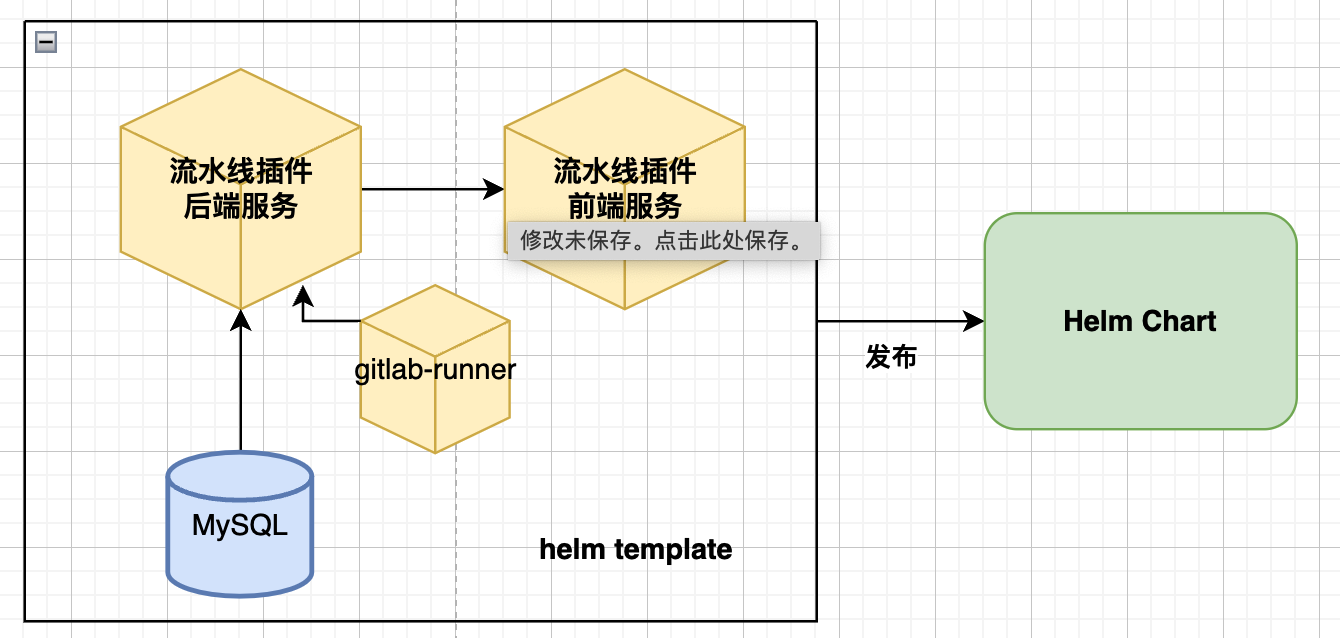 流水线插件
后端服务
流水线插件
前端服务
修改未保存。点击此处保存。
gitlab-runner
Helm Chart
发布
MySQL
helm template